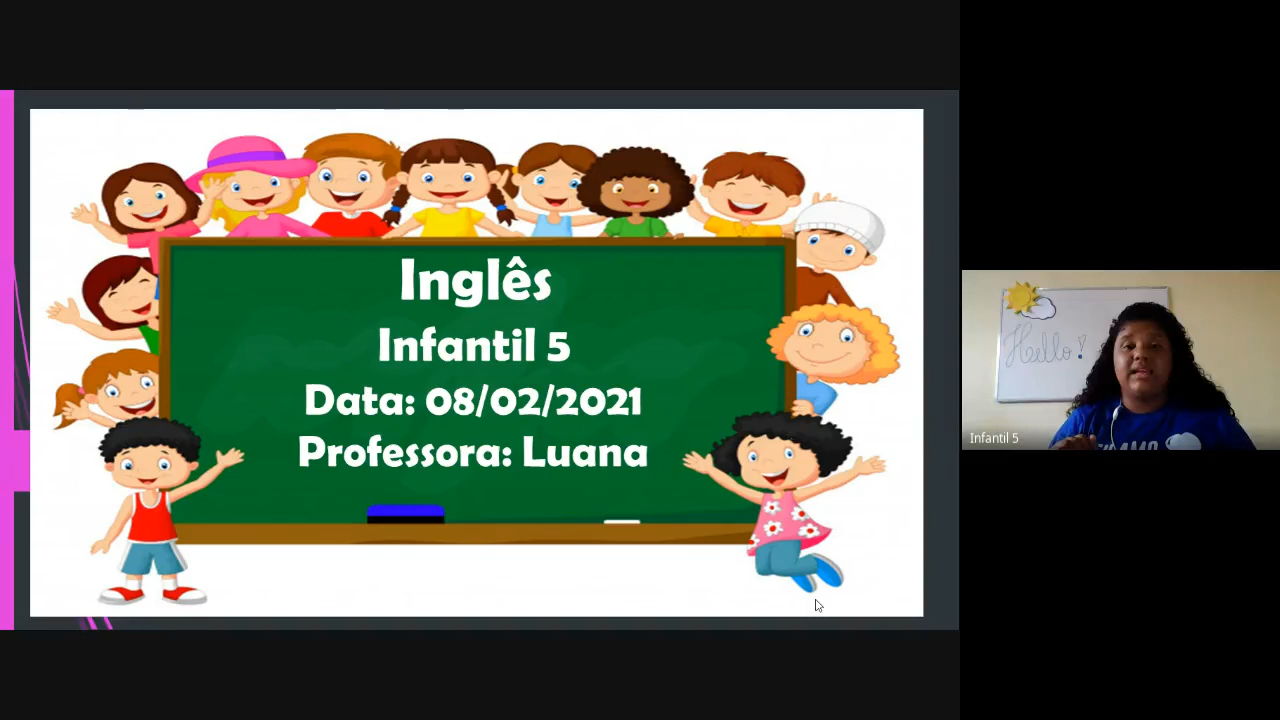 Inglês
Infantil 5
Data: 08/02/2021
Professora: Luana
Hello!
Infantil 5